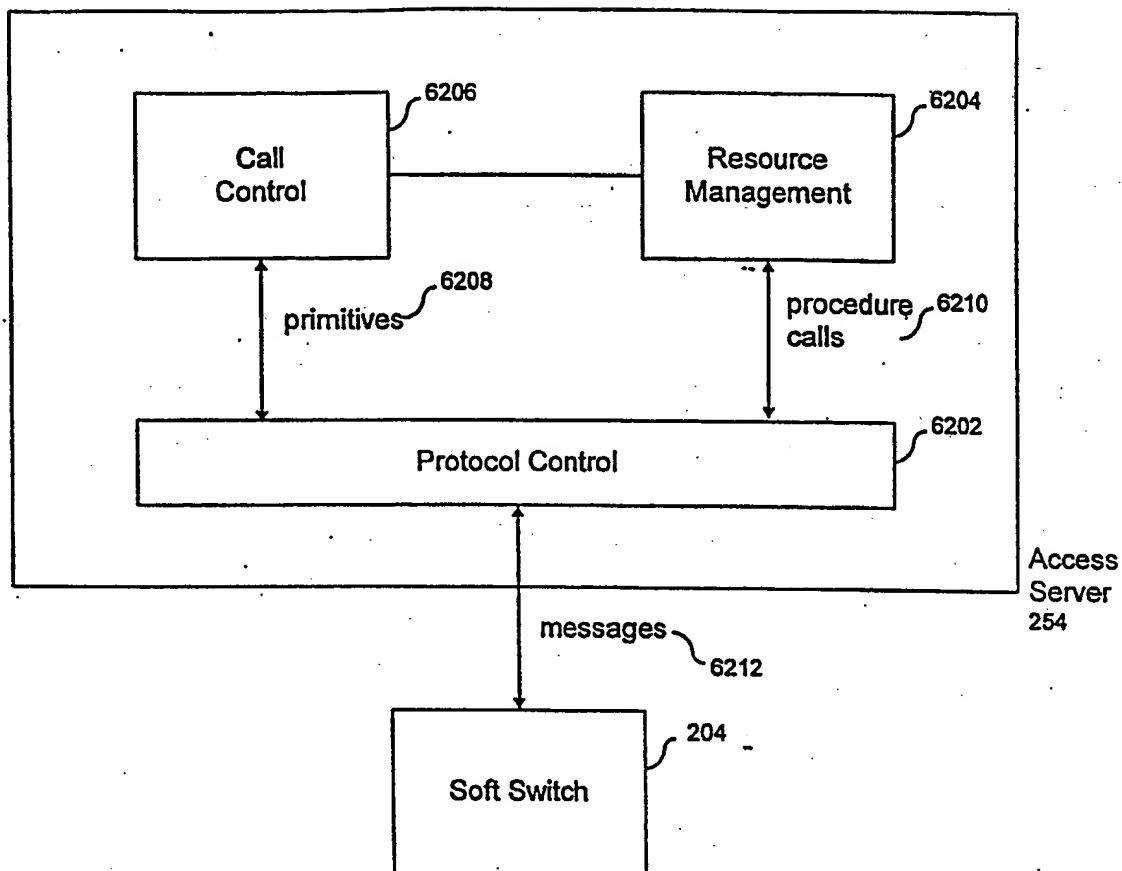 6206
6204
Call
Control
Resource
Management
primitives
6208
procedure
calls
6210
6202
Protocol Control
Access
Server
254
messages
6212
204
Soft Switch